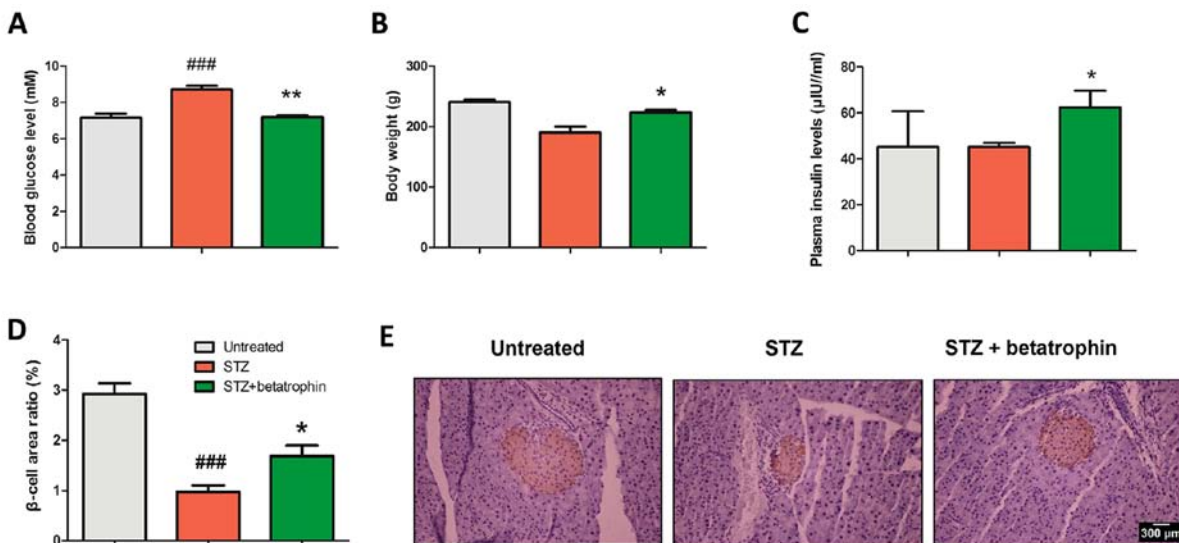 A
Blood glucose level (mM)
10
8
6
4
2
0
###
**
B
Body weight (g)
300
200
100
0
*
C
Plasma insulin levels (μIU//ml)
80
60
40
20
0
*
D
β-cell area ratio (%)
4
3
2
1
0
###
*
Untreated
STZ
STZ+betatrophin
E
Untreated
STZ
STZ + betatrophin
300 μm